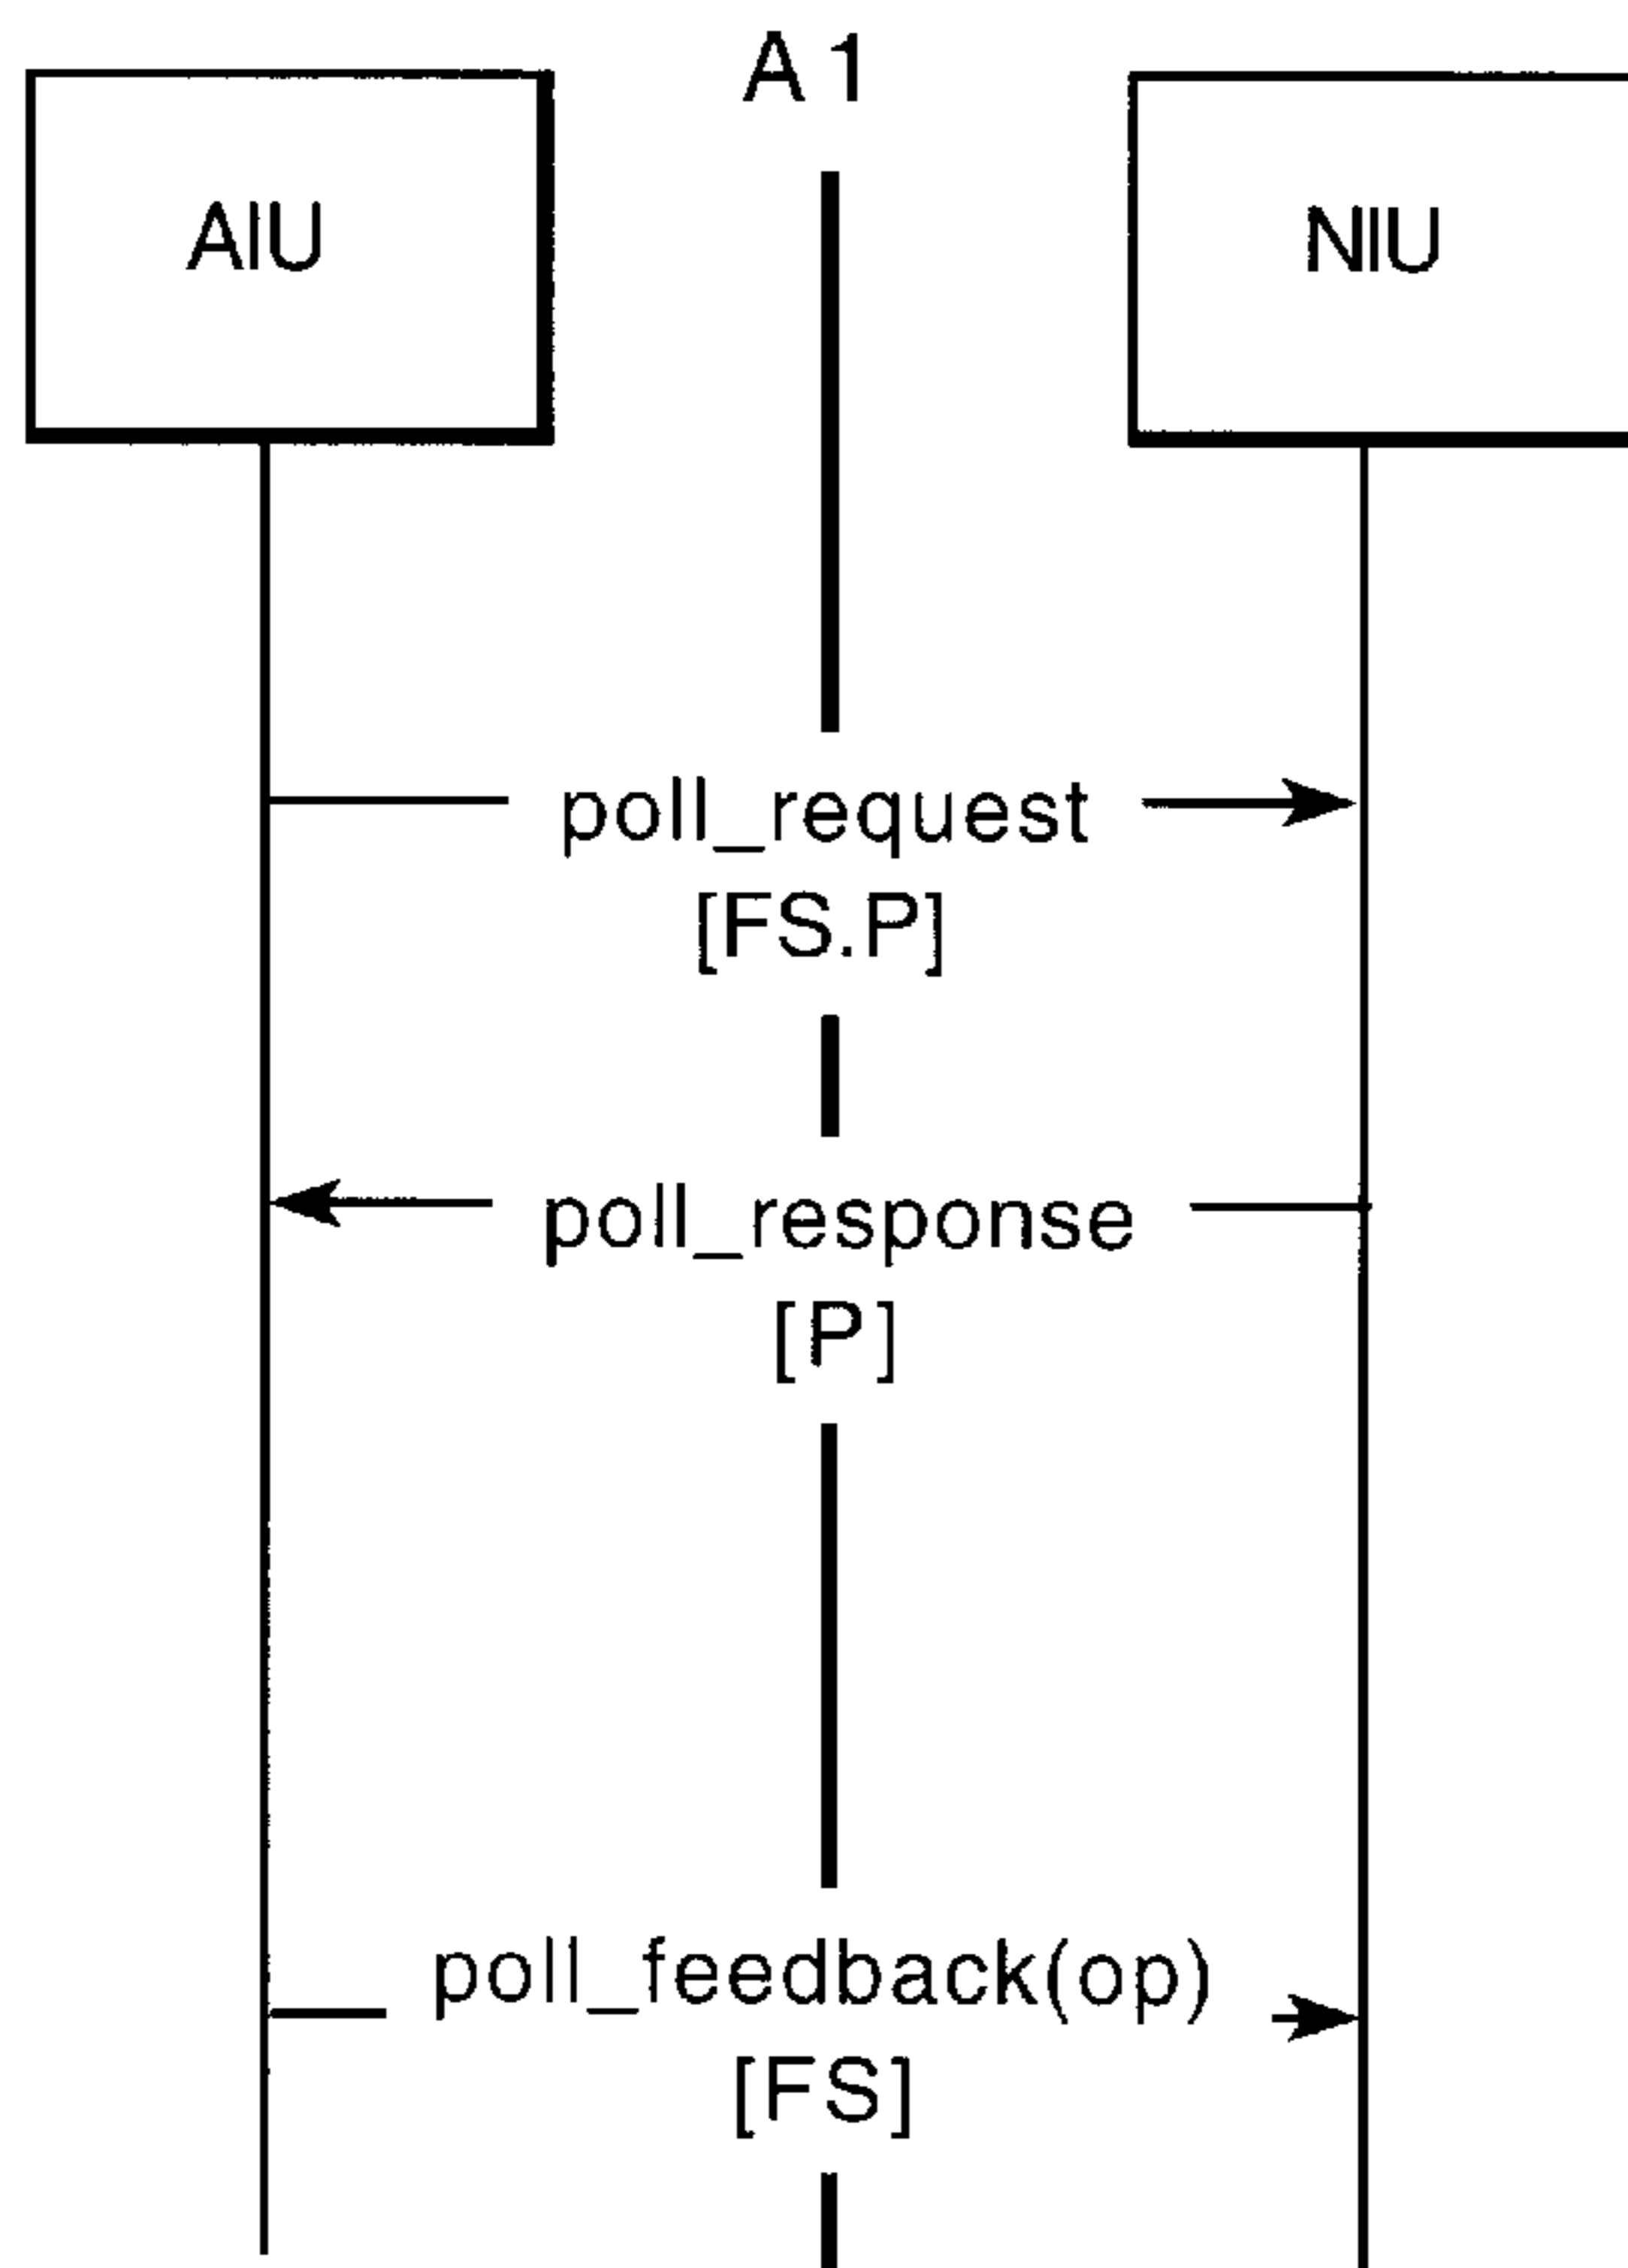 A1
AIU
NIU
poll_request
[FS.P]
poll_response
[P]
poll_feedback(op)
[FS]